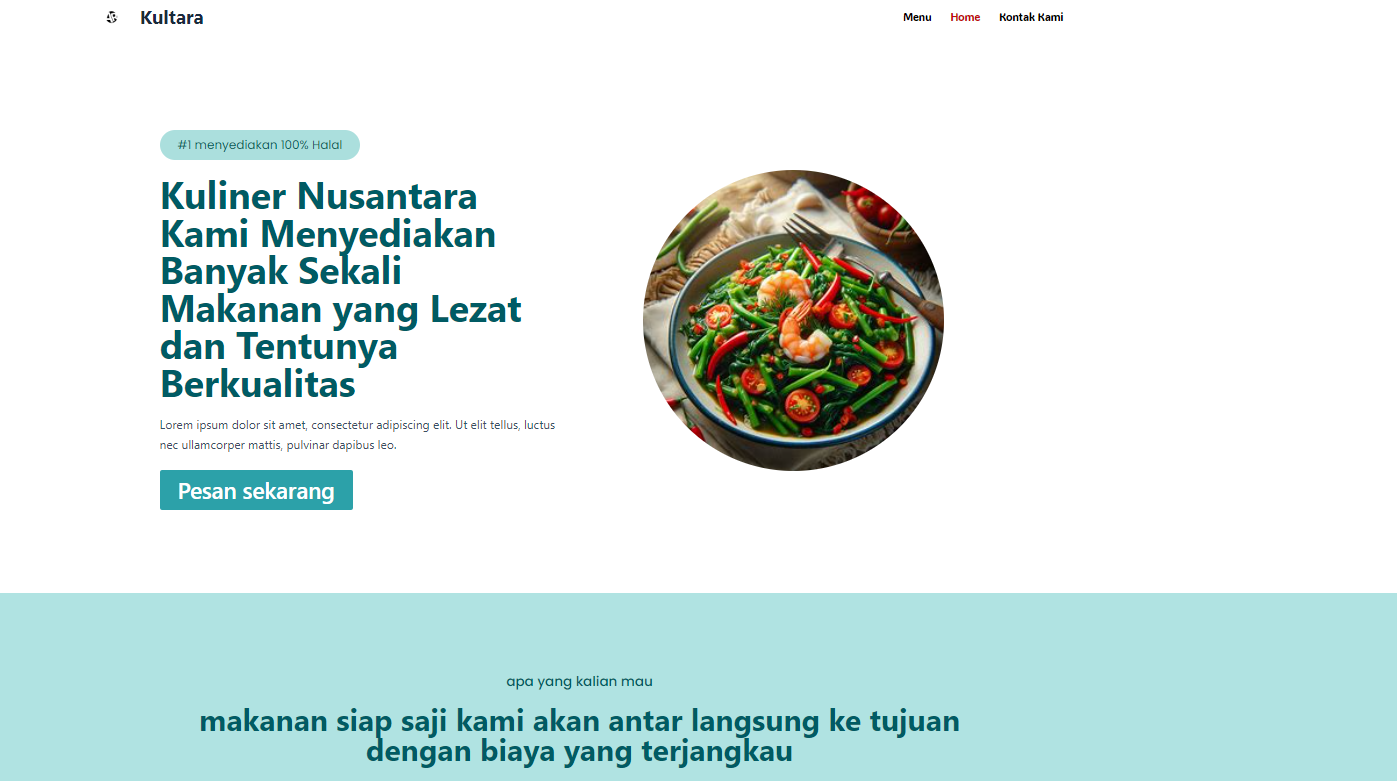 Kultara
Menu Home Kontak Kami
#1 menyediakan 100% Halal
Kuliner Nusantara
Kami Menyediakan
Banyak Sekali
Makanan yang Lezat
dan Tentunya
Berkualitas
Lorem ipsum dolor sit amet, consectetur adipiscing elit. Ut elit tellus, luctus
nec ullamcorper mattis, pulvinar dapibus leo.
Pesan sekarang
apa yang kalian mau
makanan siap saji kami akan antar langsung ke tujuan
dengan biaya yang terjangkau